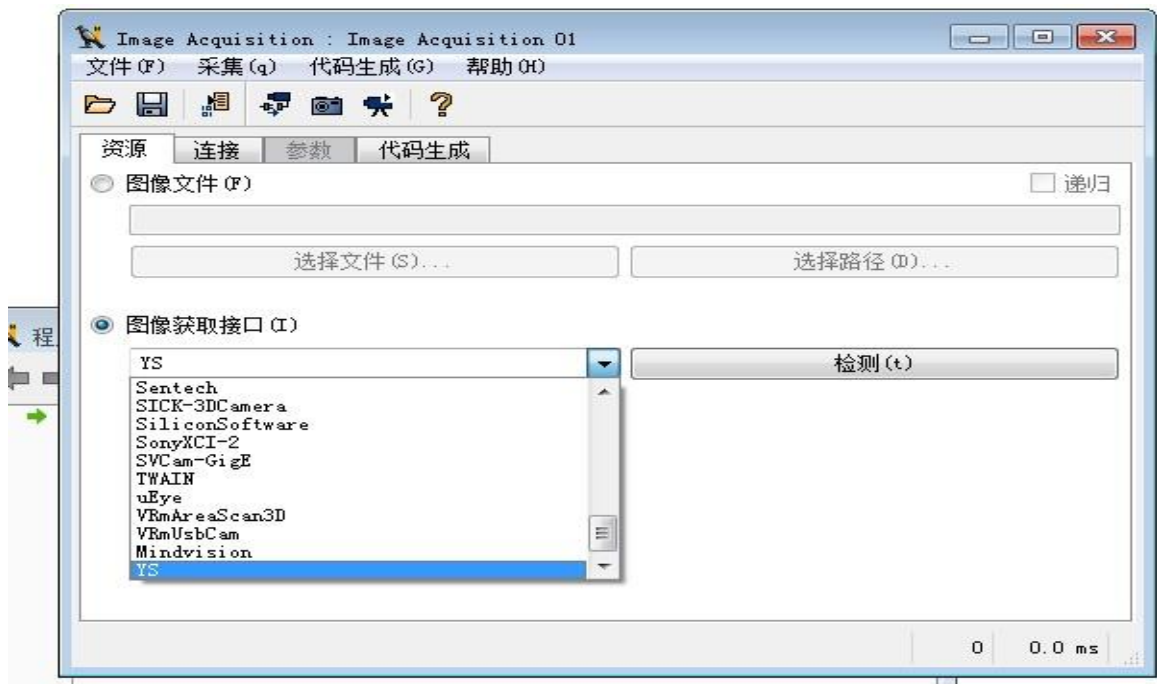 Image Acquisition : Image Acquisition 01
文件(F) 采集(q) 代码生成(G) 帮助(H)
资源 连接 参数 代码生成
图像文件(F) 递归
选择文件(S)... 选择路径(D)...
图像获取接口(I)
程
YS 检测(t)
Sentech
SICK-3DCamera
SiliconSoftware
SonyXCI-2
SVCam-GigE
TWAIN
uEye
VRmAreaScan3D
VRmUsbCam
Mindvision
YS
0 0.0 ms